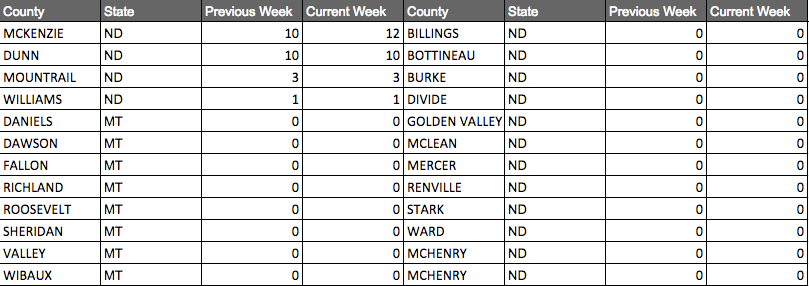 County State Previous Week Current Week County State Previous Week Current Week
MCKENZIE ND 10 12 BILLINGS ND 0 0
DUNN ND 10 10 BOTTINEAU ND 0 0
MOUNTRAIL ND 3 3 BURKE ND 0 0
WILLIAMS ND 1 1 DIVIDE ND 0 0
DANIELS MT 0 0 GOLDEN VALLEY ND 0 0
DAWSON MT 0 0 MCLEAN ND 0 0
FALLON MT 0 0 MERCER ND 0 0
RICHLAND MT 0 0 RENVILLE ND 0 0
ROOSEVELT MT 0 0 STARK ND 0 0
SHERIDAN MT 0 0 WARD ND 0 0
VALLEY MT 0 0 MCHENRY ND 0 0
WIBAUX MT 0 0 MCHENRY ND 0 0